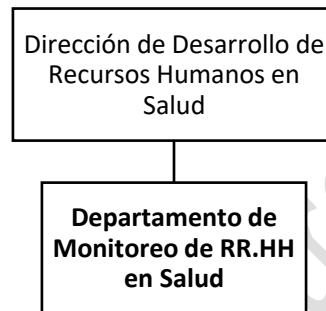 Dirección de Desarrollo de
Recursos Humanos en
Salud
Departamento de
Monitoreo de RR.HH
en Salud